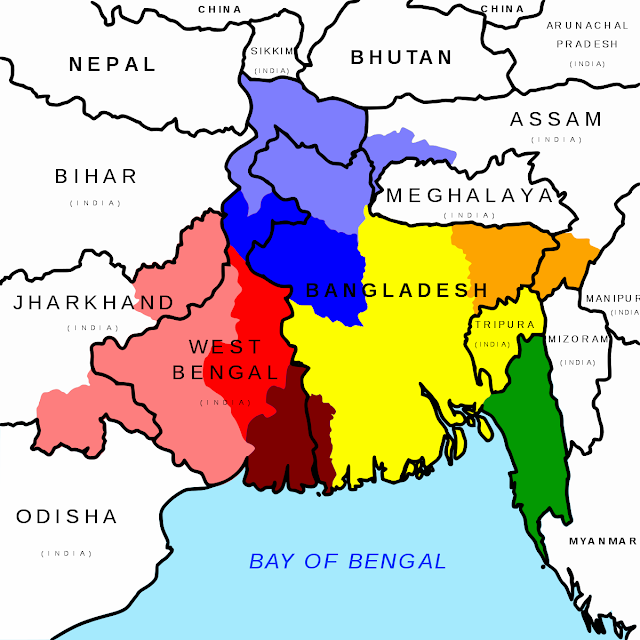 CHINA
CHINA
ARUNACHAL
PRADESH
(INDIA)
SIKKIM
(INDIA)
NEPAL
BHUTAN
ASSAM
(INDIA)
BIHAR
(INDIA)
MEGHALAYA
(INDIA)
BANGLADESH
JHARKHAND
(INDIA)
MANIPUR
(INDIA
TRIPURA
(INDIA)
MIZORAM
(INDIA)
WEST
BENGAL
(INDIA)
ODISHA
(INDIA)
MYANMAR
BAY OF BENGAL